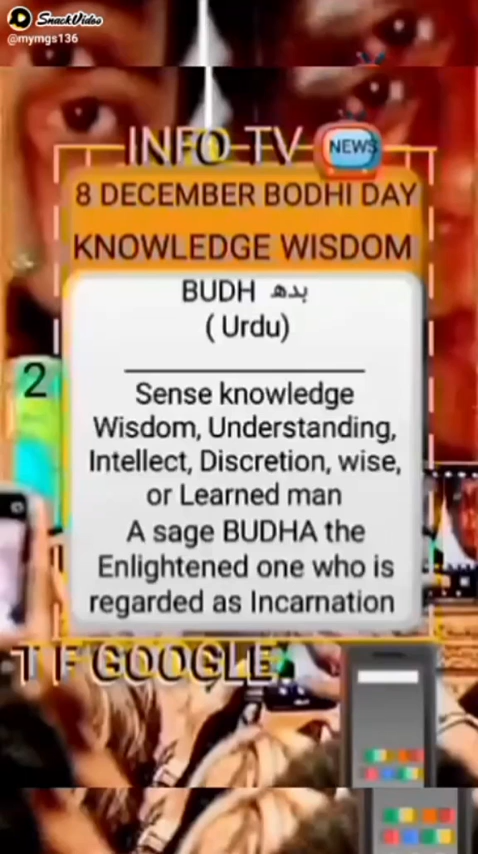 SnackVideo
@mymgs136
INFO TV
NEWS
8 DECEMBER BODHI DAY
KNOWLEDGE WISDOM
BUDH بدھ
( Urdu)
2
Sense knowledge
Wisdom, Understanding,
Intellect, Discretion, wise,
or Learned man
A sage BUDHA the
Enlightened one who is
regarded as Incarnation
T F GOOGLE